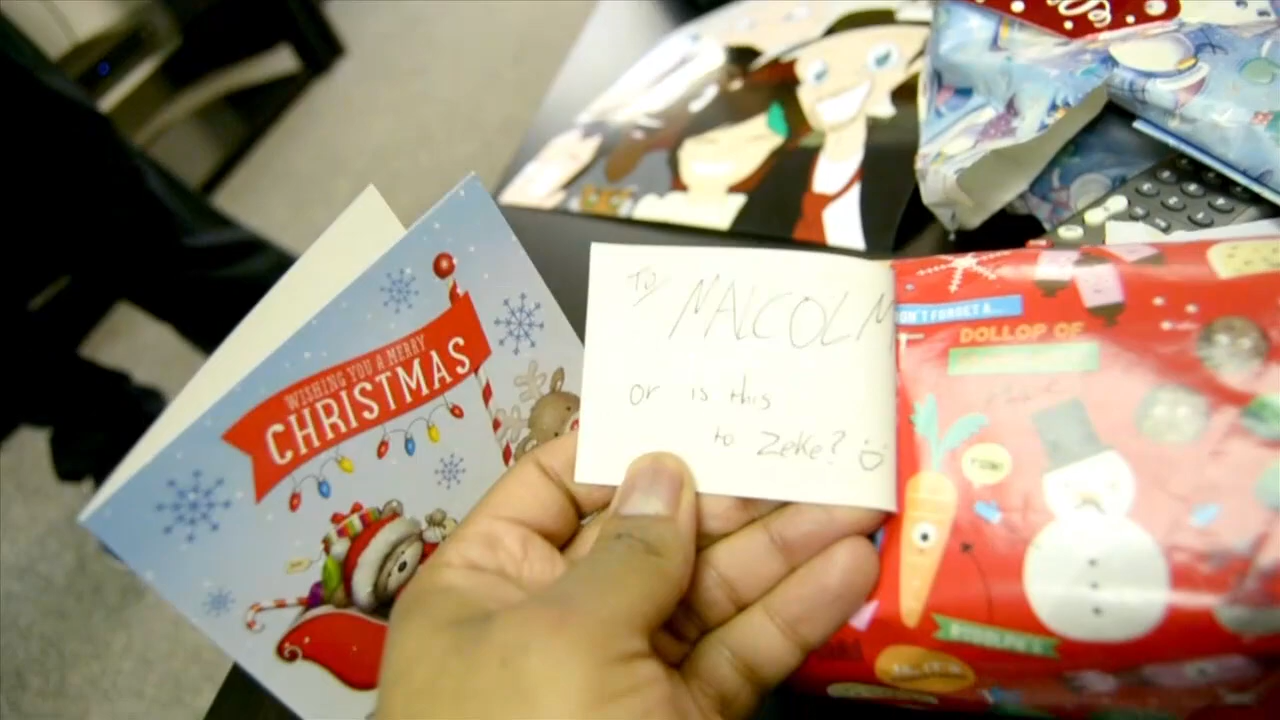 WISHING YOU A MERRY
CHRISTMAS
To
MALCOLM
or is this
to Zeke?
DON'T FORGET A...
DOLLOP OF